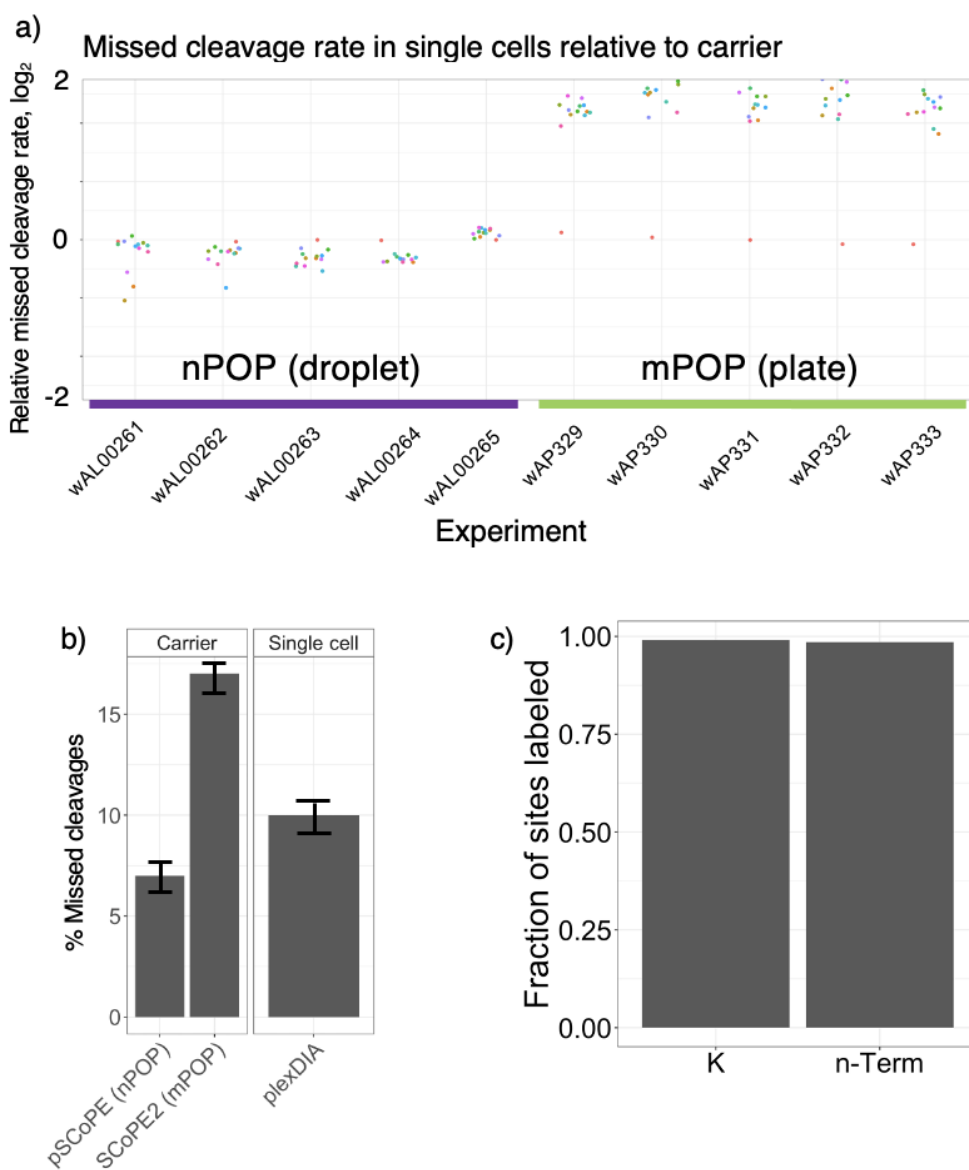 a)
Missed cleavage rate in single cells relative to carrier
Relative missed cleavage rate, log₂
2
0
-2
nPOP (droplet)
mPOP (plate)
wAL00261
wAL00262
wAL00263
wAL00264
wAL00265
wAP329
wAP330
wAP331
wAP332
wAP333
Experiment
b)
Carrier
Single cell
% Missed cleavages
15
10
5
0
pSCoPE (nPOP)
SCoPE2 (mPOP)
plexDIA
c)
Fraction of sites labeled
1.00
0.75
0.50
0.25
0.00
K
n-Term